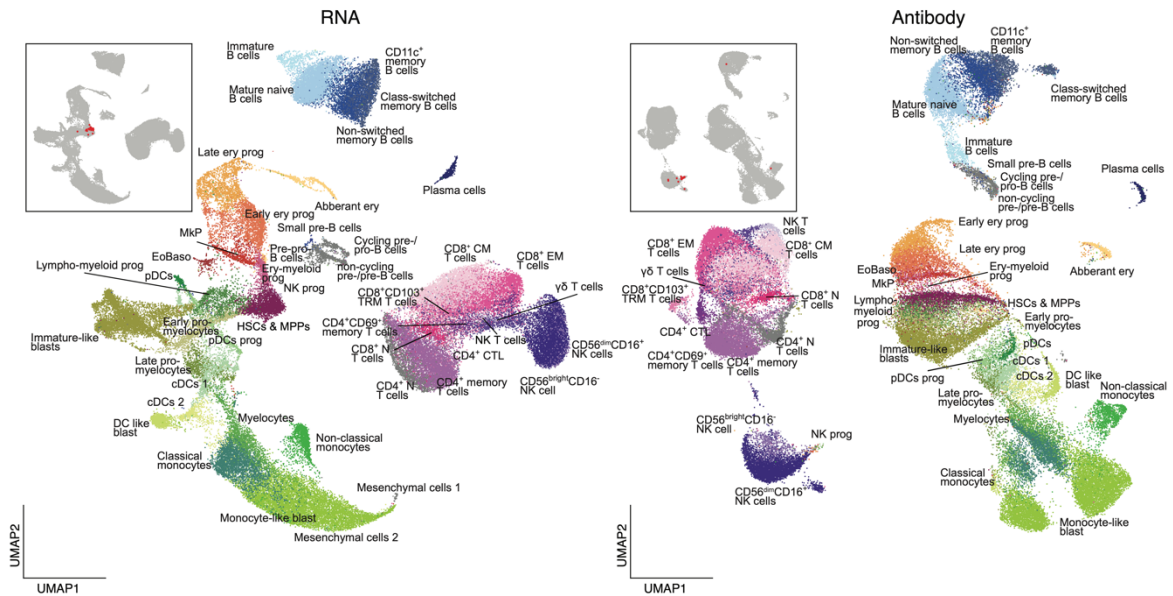 RNA
Immature
B cells
CD11c⁺
memory
B cells
Mature naive
B cells
Class-switched
memory B cells
Non-switched
memory B cells
Late ery prog
Plasma cells
Abberant ery
Early ery prog
Small pre-B cells
MkP
Cycling pre-/
pro-B cells
Pre-pro
B cells
EoBaso
Lympho-myeloid prog
pDCs
Ery-myeloid
prog
non-cycling
pre-/pre-B cells
NK prog
CD8⁺ CM
T cells
CD8⁺ EM
T cells
CD8⁺CD103⁺
TRM T cells
γδ T cells
Early pro-
myelocytes
HSCs & MPPs
CD4⁺CD69⁺
memory T cells
pDCs prog
Immature-like
blasts
CD8⁺ N
T cells
NK T cells
CD4⁺ CTL
CD56ᵈⁱᵐCD16⁺
NK cells
Late pro-
myelocytes
cDCs 1
CD4⁺ N
T cells
CD4⁺ memory
T cells
CD56ᵇʳⁱᵍʰᵗCD16⁻
NK cell
cDCs 2
DC like
blast
Myelocytes
Non-classical
monocytes
Classical
monocytes
Mesenchymal cells 1
Monocyte-like blast
Mesenchymal cells 2
UMAP2
UMAP1
Antibody
Non-switched
memory B cells
CD11c⁺
memory
B cells
Class-switched
memory B cells
Mature naive
B cells
Immature
B cells
Small pre-B cells
Cycling pre-/
pro-B cells
non-cycling
pre-/pre-B cells
Plasma cells
NK T
cells
Early ery prog
CD8⁺ EM
T cells
CD8⁺ CM
T cells
Late ery prog
γδ T cells
EoBaso
Ery-myeloid
prog
Aberrant ery
CD8⁺CD103⁺
TRM T cells
MkP
CD8⁺ N
T cells
Lympho-
myeloid
prog
HSCs & MPPs
Early pro-
myelocytes
CD4⁺ CTL
CD4⁺ N
T cells
Immature-like
blasts
pDCs
CD4⁺CD69⁺
memory T cells
CD4⁺ memory
T cells
cDCs 1
cDCs 2
pDCs prog
DC like
blast
Late pro-
myelocytes
Non-classical
monocytes
Myelocytes
CD56ᵇʳⁱᵍʰᵗCD16⁻
NK cell
NK prog
Classical
monocytes
CD56ᵈⁱᵐCD16
NK cells
Monocyte-like
blast
UMAP2
UMAP1